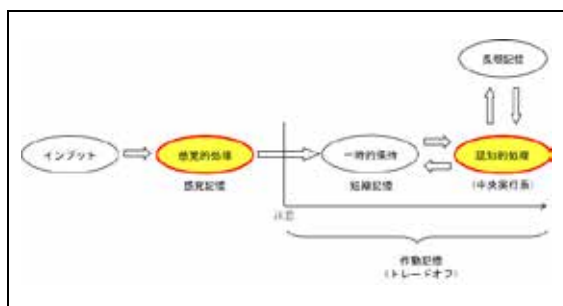 長期記憶
インプット
感覚的処理
一時的保持
認知的処理
感覚記憶
短期記憶
(中央実行系)
注意
作動記憶
(トレードオフ)